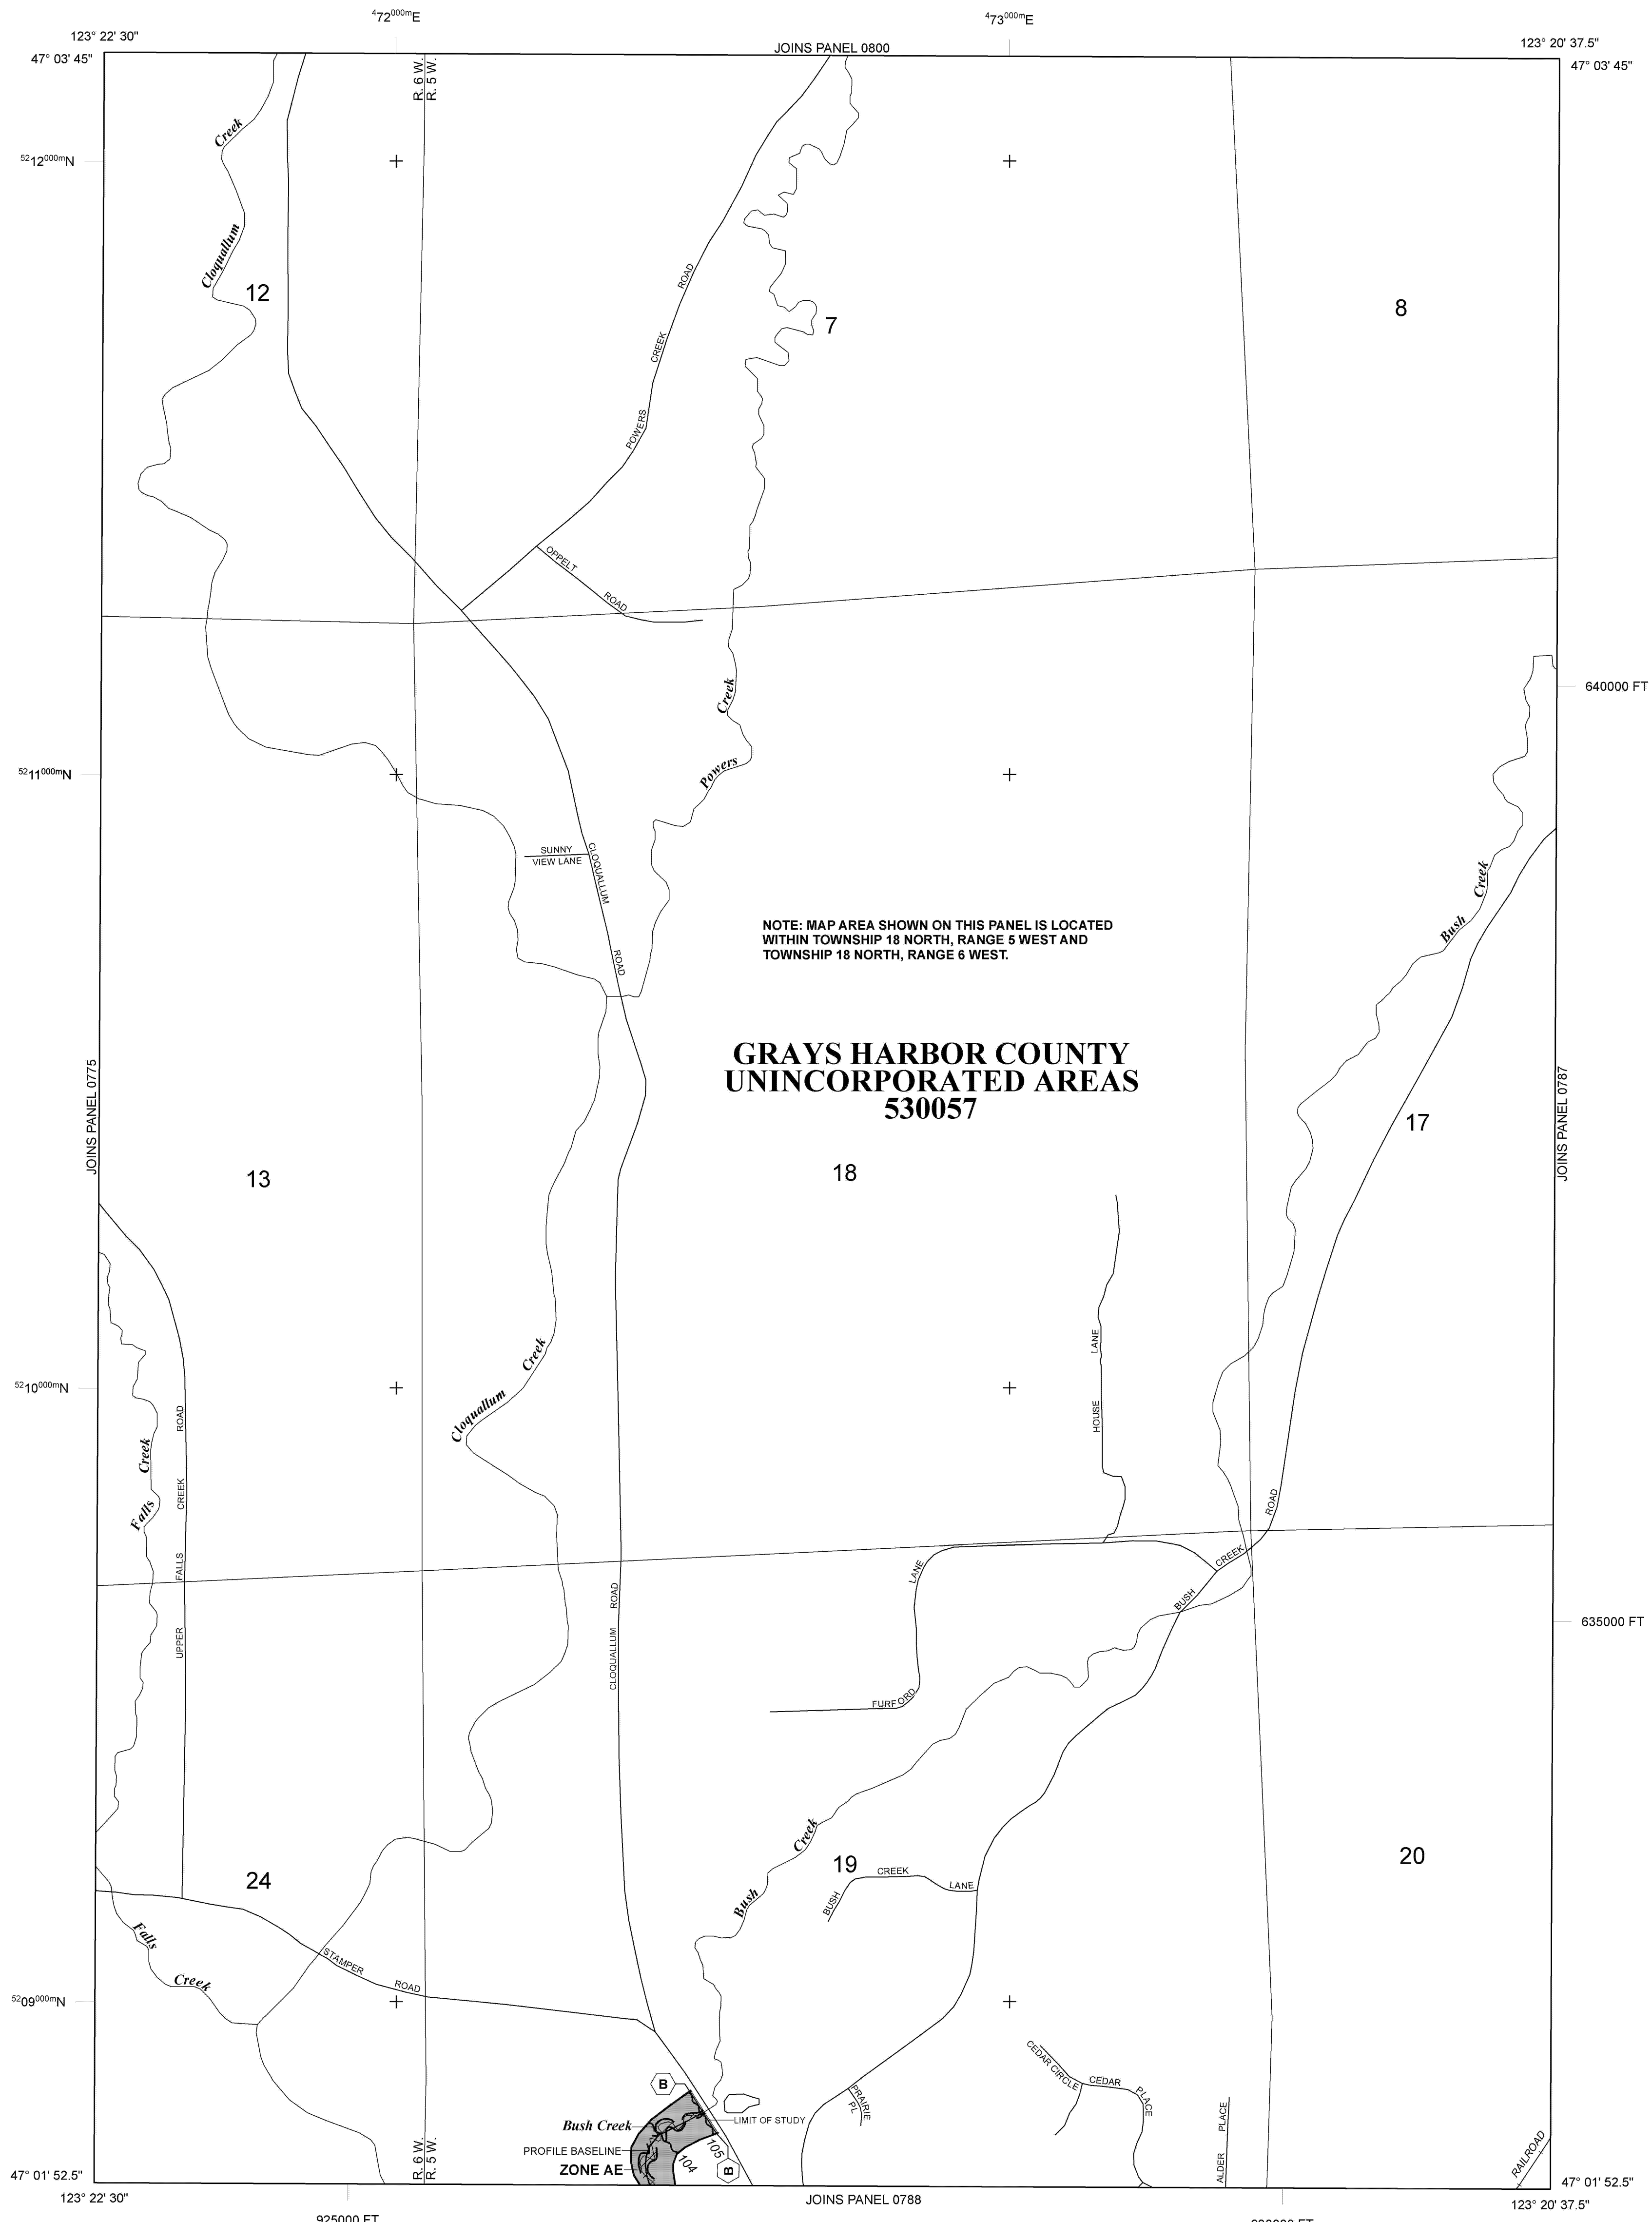 472000mE
473000mE
123° 22' 30"
JOINS PANEL 0800
123° 20' 37.5"
47° 03' 45"
47° 03' 45"
R. 6 W.
R. 5 W.
Creek
5212000mN
Cloquallum
12
ROAD
CREEK
POWERS
7
8
OPPELT
ROAD
640000 FT
Creek
Powers
5211000mN
SUNNY
VIEW LANE
CLOQUALLUM
ROAD
Creek
Bush
NOTE: MAP AREA SHOWN ON THIS PANEL IS LOCATED
WITHIN TOWNSHIP 18 NORTH, RANGE 5 WEST AND
TOWNSHIP 18 NORTH, RANGE 6 WEST.
GRAYS HARBOR COUNTY
UNINCORPORATED AREAS
530057
JOINS PANEL 0775
JOINS PANEL 0787
17
13
18
LANE
HOUSE
Creek
Cloquallum
5210000mN
ROAD
CREEK
FALLS
UPPER
Creek
Falls
ROAD
CREEK
BUSH
LANE
FURFORD
ROAD
CLOQUALLUM
635000 FT
Creek
Bush
19
CREEK
LANE
BUSH
20
24
Falls
Creek
STAMPER
ROAD
5209000mN
CEDAR CIRCLE
CEDAR
PLACE
PRAIRIE
PL
PLACE
ALDER
RAILROAD
B
LIMIT OF STUDY
Bush Creek
PROFILE BASELINE
ZONE AE
105
104
B
R. 6 W.
R. 5 W.
47° 01' 52.5"
47° 01' 52.5"
123° 22' 30"
JOINS PANEL 0788
123° 20' 37.5"
925000 FT